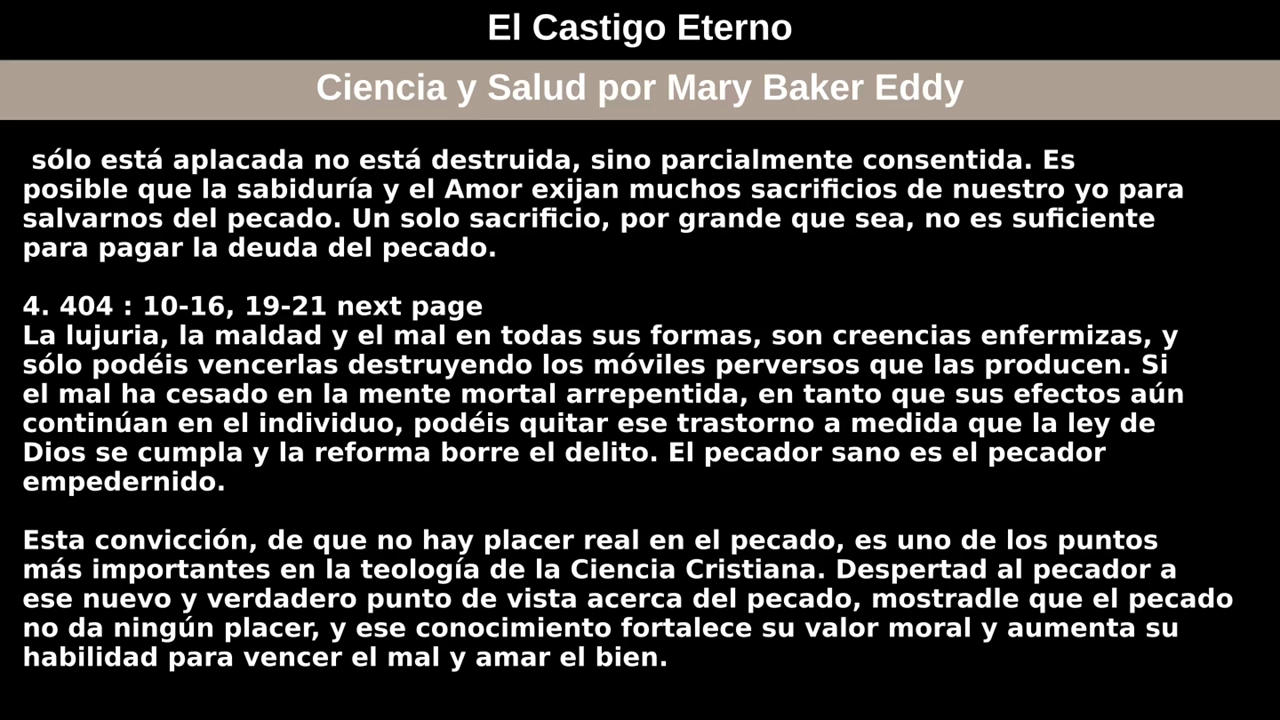 El Castigo Eterno
Ciencia y Salud por Mary Baker Eddy
sólo está aplacada no está destruida, sino parcialmente consentida. Es
posible que la sabiduría y el Amor exijan muchos sacrificios de nuestro yo para
salvarnos del pecado. Un solo sacrificio, por grande que sea, no es suficiente
para pagar la deuda del pecado.
4. 404 : 10-16, 19-21 next page
La lujuria, la maldad y el mal en todas sus formas, son creencias enfermizas, y
sólo podéis vencerlas destruyendo los móviles perversos que las producen. Si
el mal ha cesado en la mente mortal arrepentida, en tanto que sus efectos aún
continúan en el individuo, podéis quitar ese trastorno a medida que la ley de
Dios se cumpla y la reforma borre el delito. El pecador sano es el pecador
empedernido.
Esta convicción, de que no hay placer real en el pecado, es uno de los puntos
más importantes en la teología de la Ciencia Cristiana. Despertad al pecador a
ese nuevo y verdadero punto de vista acerca del pecado, mostradle que el pecado
no da ningún placer, y ese conocimiento fortalece su valor moral y aumenta su
habilidad para vencer el mal y amar el bien.